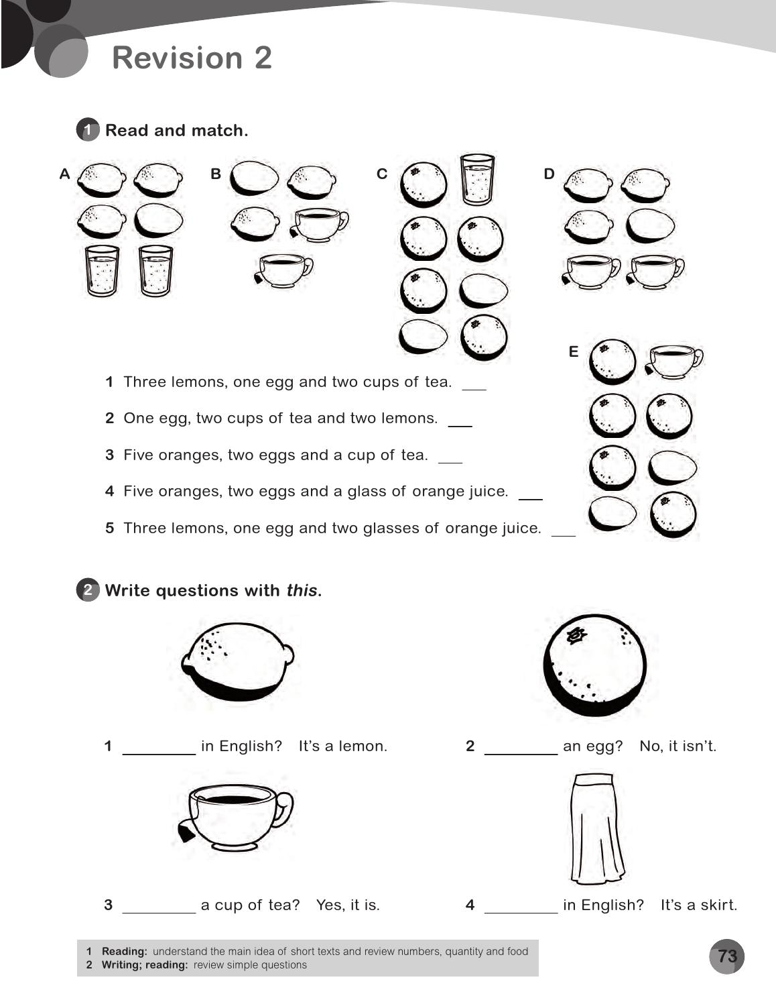 Revision 2
1 Read and match.
A B C D
E
1 Three lemons, one egg and two cups of tea. ___
2 One egg, two cups of tea and two lemons. ___
3 Five oranges, two eggs and a cup of tea. ___
4 Five oranges, two eggs and a glass of orange juice. ___
5 Three lemons, one egg and two glasses of orange juice. ___
2 Write questions with this.
1 _________ in English? It's a lemon.
2 _________ an egg? No, it isn't.
3 _________ a cup of tea? Yes, it is.
4 _________ in English? It's a skirt.
1 Reading: understand the main idea of short texts and review numbers, quantity and food
2 Writing; reading: review simple questions
73